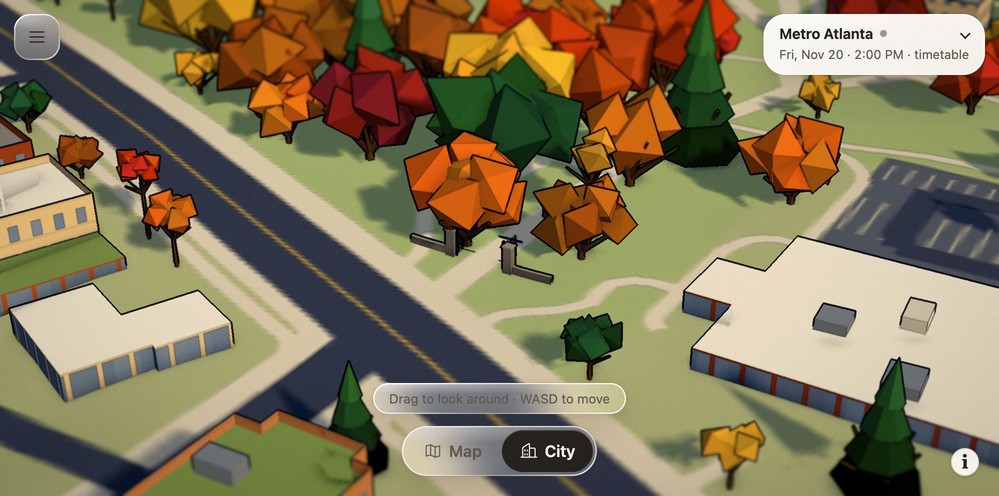 Metro Atlanta
Fri, Nov 20 · 2:00 PM · timetable
Drag to look around · WASD to move
Map
City
i